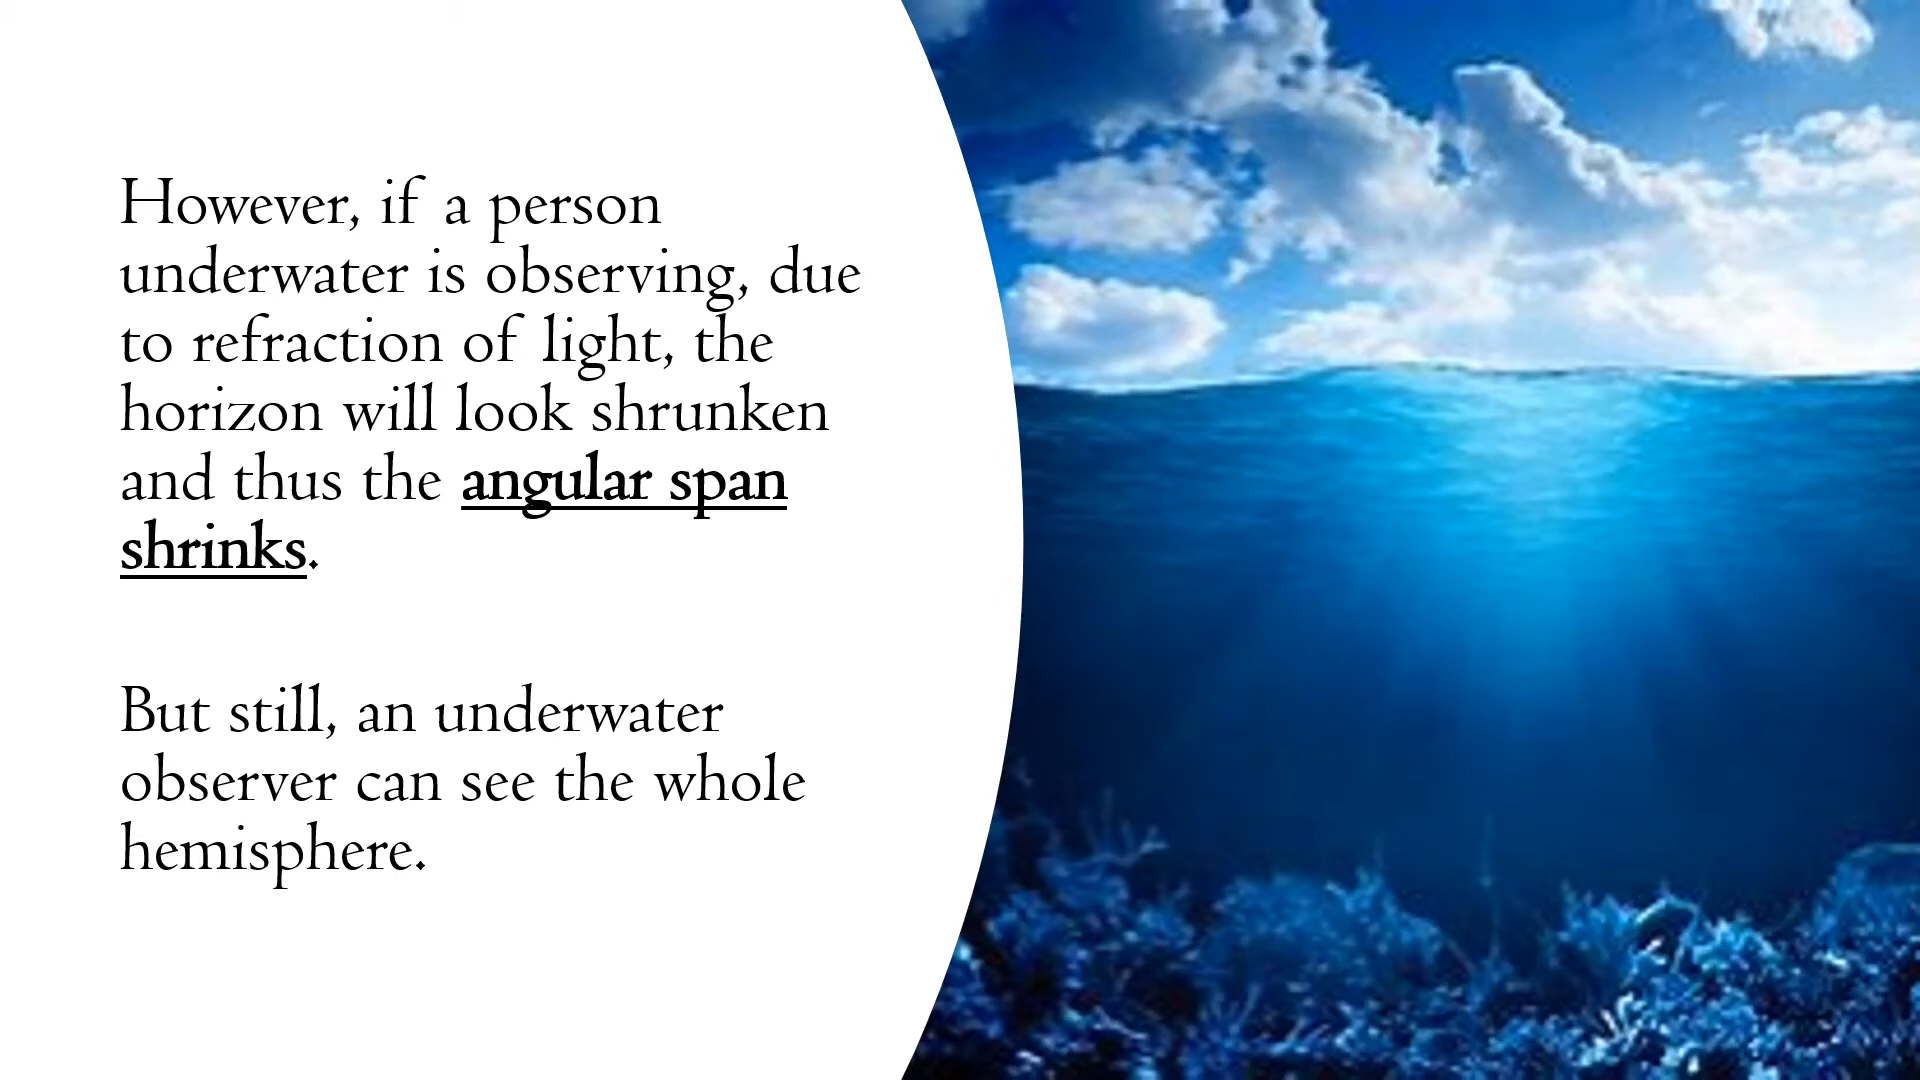 However, if a person
underwater is observing, due
to refraction of light, the
horizon will look shrunken
and thus the angular span
shrinks.
But still, an underwater
observer can see the whole
hemisphere.